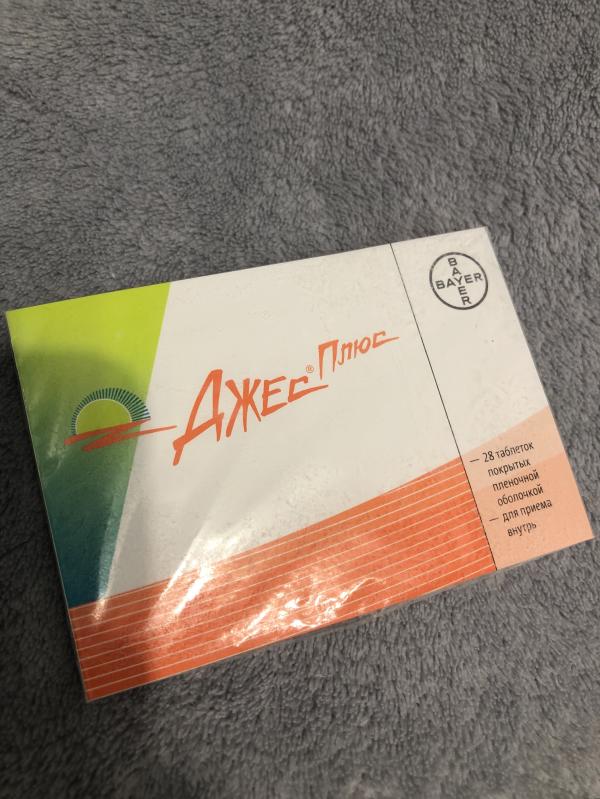 BAYER
BAYER
Джес® Плюс
— 28 таблеток
покрытых
пленочной
оболочкой
— для приема
внутрь